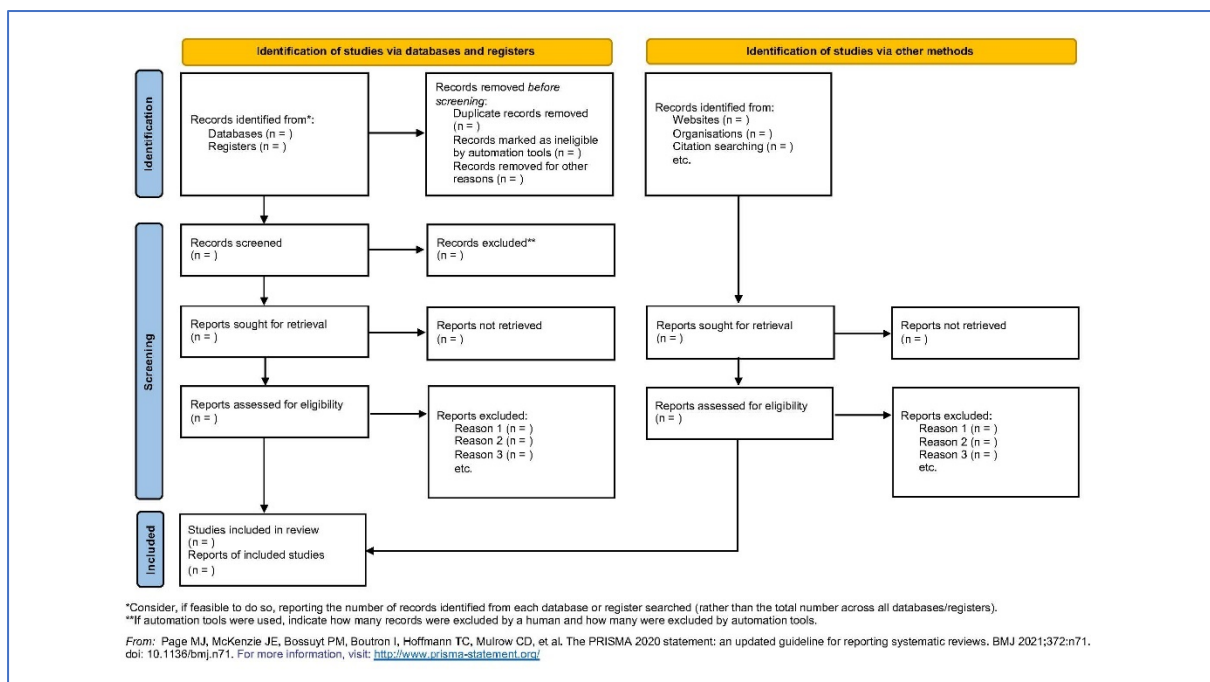 Identification of studies via databases and registers
Identification of studies via other methods
Identification
Records identified from*:
Databases (n = )
Registers (n = )
Records removed before
screening:
Duplicate records removed
(n = )
Records marked as ineligible
by automation tools (n = )
Records removed for other
reasons (n = )
Records identified from:
Websites (n = )
Organisations (n = )
Citation searching (n = )
etc.
Screening
Records screened
(n = )
Records excluded**
(n = )
Reports sought for retrieval
(n = )
Reports not retrieved
(n = )
Reports sought for retrieval
(n = )
Reports not retrieved
(n = )
Reports assessed for eligibility
(n = )
Reports excluded:
Reason 1 (n = )
Reason 2 (n = )
Reason 3 (n = )
etc.
Reports assessed for eligibility
(n = )
Reports excluded:
Reason 1 (n = )
Reason 2 (n = )
Reason 3 (n = )
etc.
Included
Studies included in review
(n = )
Reports of included studies
(n = )
*Consider, if feasible to do so, reporting the number of records identified from each database or register searched (rather than the total number across all databases/registers).
**If automation tools were used, indicate how many records were excluded by a human and how many were excluded by automation tools.
From: Page MJ, McKenzie JE, Bossuyt PM, Boutron I, Hoffmann TC, Mulrow CD, et al. The PRISMA 2020 statement: an updated guideline for reporting systematic reviews. BMJ 2021;372:n71.
doi: 10.1136/bmj.n71. For more information, visit: http://www.prisma-statement.org/